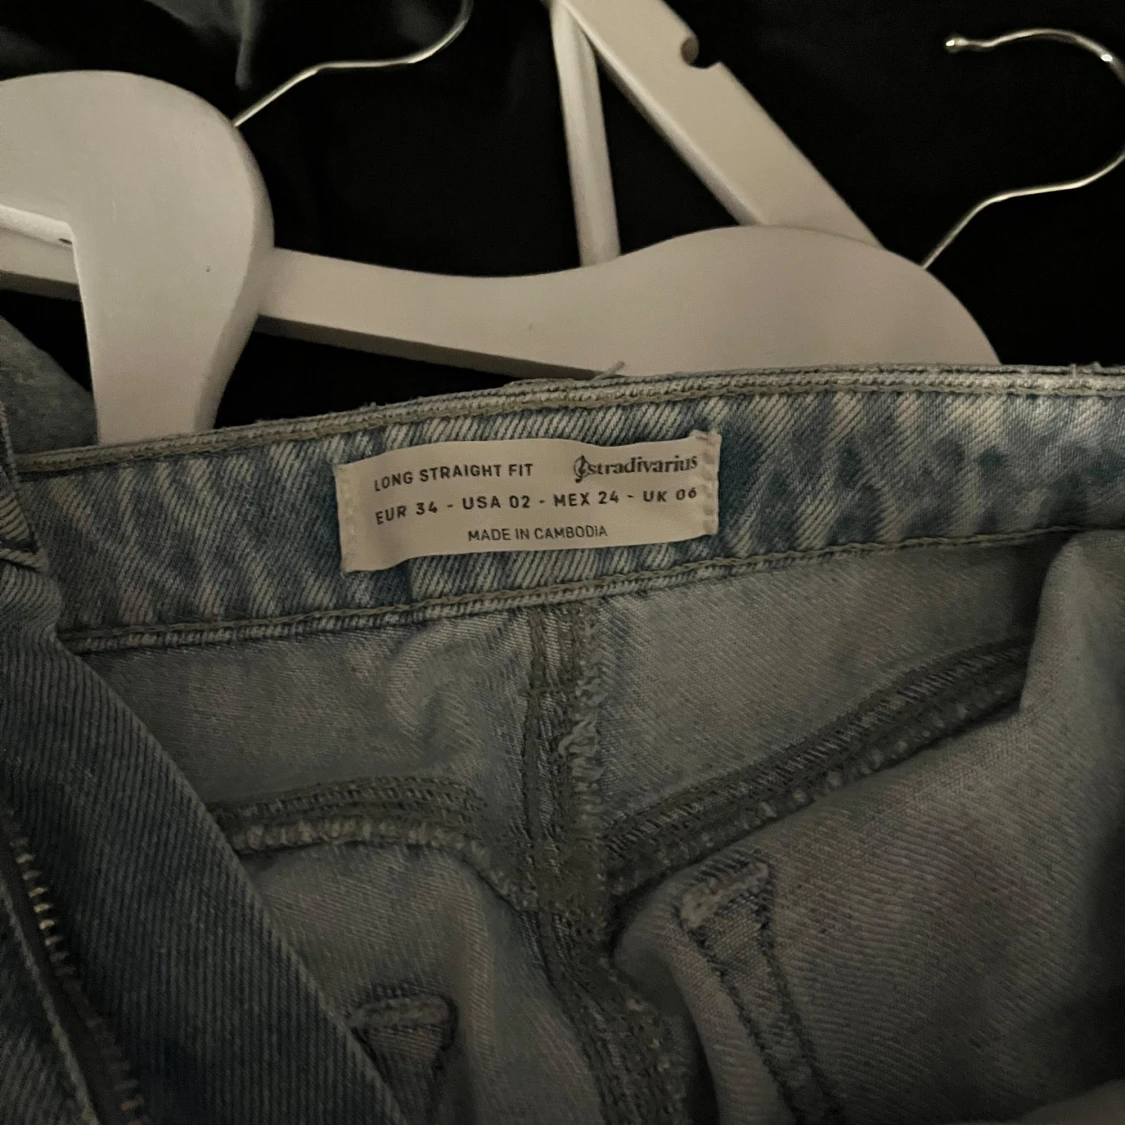 LONG STRAIGHT FIT stradivarius
EUR 34 - USA 02 - MEX 24 - UK 06
MADE IN CAMBODIA